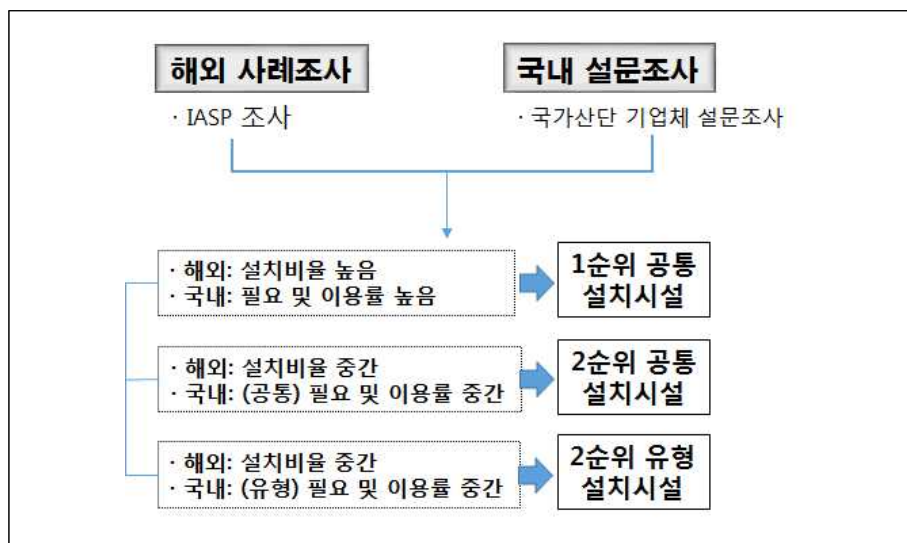 해외 사례조사
국내 설문조사
· IASP 조사
· 국가산단 기업체 설문조사
· 해외: 설치비율 높음
· 국내: 필요 및 이용률 높음
1순위 공통
설치시설
· 해외: 설치비율 중간
· 국내: (공통) 필요 및 이용률 중간
2순위 공통
설치시설
· 해외: 설치비율 중간
· 국내: (유형) 필요 및 이용률 중간
2순위 유형
설치시설